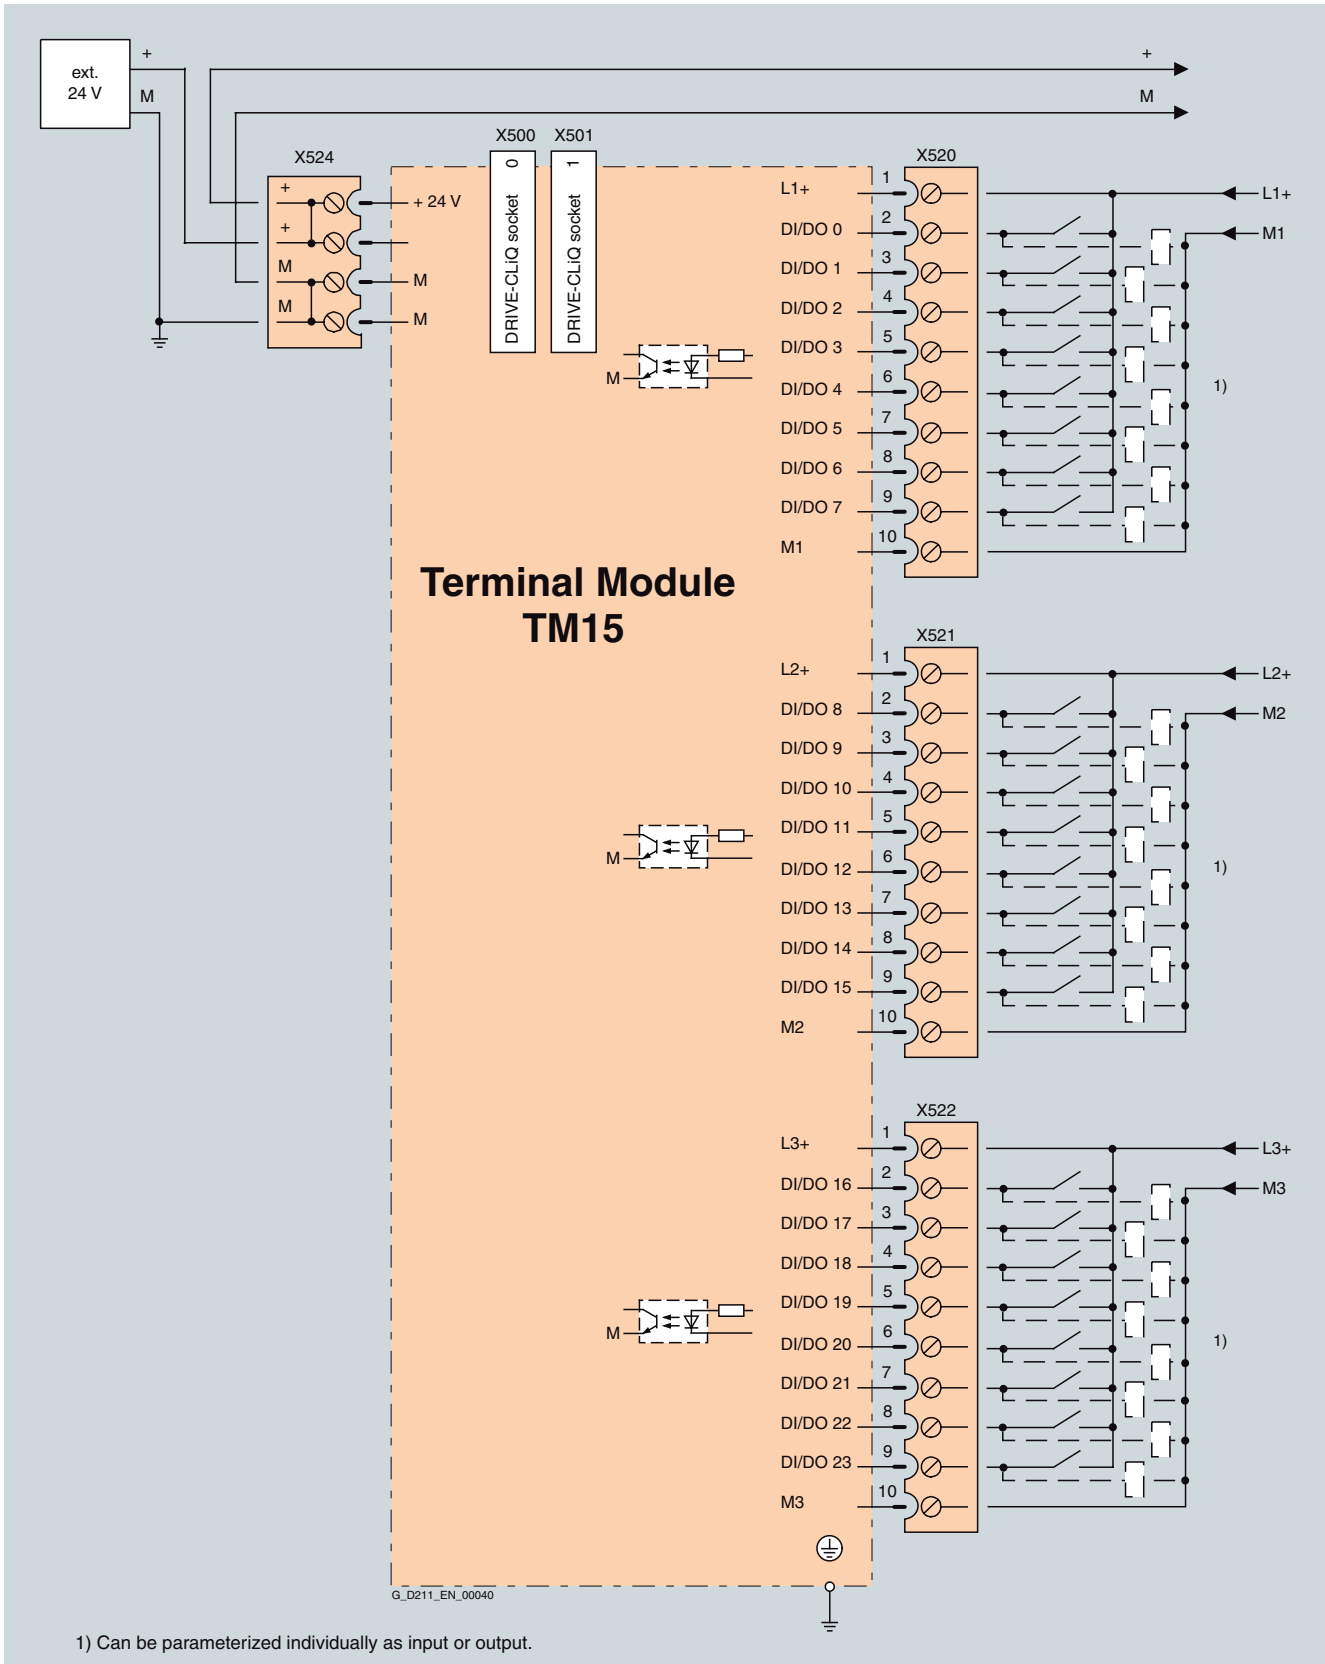 ext.
24 V
+
M
+
M
X524
+
+
M
M
+ 24 V
M
M
X500
X501
DRIVE-CLiQ socket 0
DRIVE-CLiQ socket 1
Terminal Module
TM15
M
M
M
X520
L1+ 1
DI/DO 0 2
DI/DO 1 3
DI/DO 2 4
DI/DO 3 5
DI/DO 4 6
DI/DO 5 7
DI/DO 6 8
DI/DO 7 9
M1 10
L1+
M1
1)
X521
L2+ 1
DI/DO 8 2
DI/DO 9 3
DI/DO 10 4
DI/DO 11 5
DI/DO 12 6
DI/DO 13 7
DI/DO 14 8
DI/DO 15 9
M2 10
L2+
M2
1)
X522
L3+ 1
DI/DO 16 2
DI/DO 17 3
DI/DO 18 4
DI/DO 19 5
DI/DO 20 6
DI/DO 21 7
DI/DO 22 8
DI/DO 23 9
M3 10
L3+
M3
1)
G_D211_EN_00040
1) Can be parameterized individually as input or output.